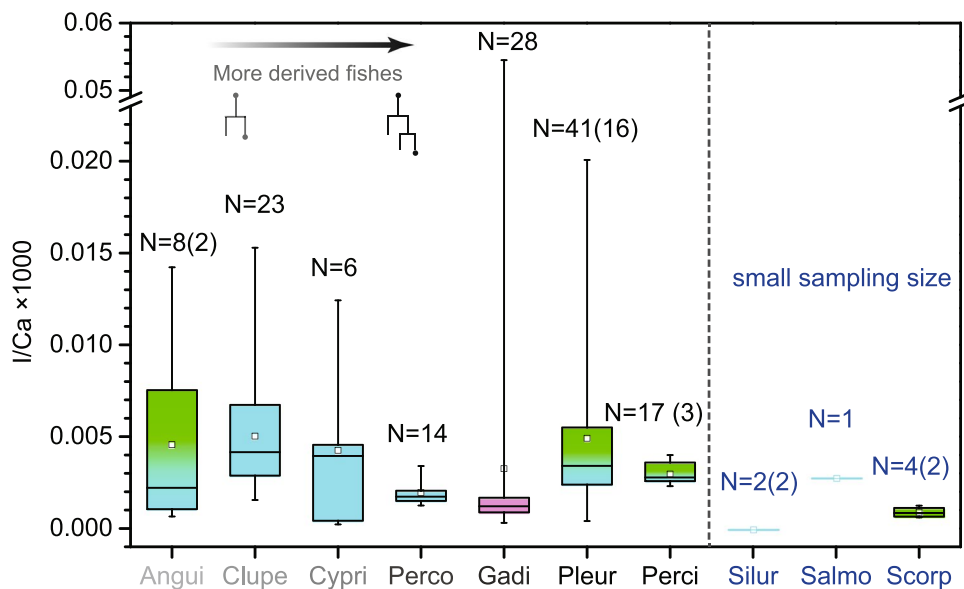 0.06
0.05
0.020
0.015
0.010
0.005
0.000
I/Ca ×1000
More derived fishes
N=8(2)
N=23
N=6
N=14
N=28
N=41(16)
N=17 (3)
small sampling size
N=2(2)
N=1
N=4(2)
Angui
Clupe
Cypri
Perco
Gadi
Pleur
Perci
Silur
Salmo
Scorp